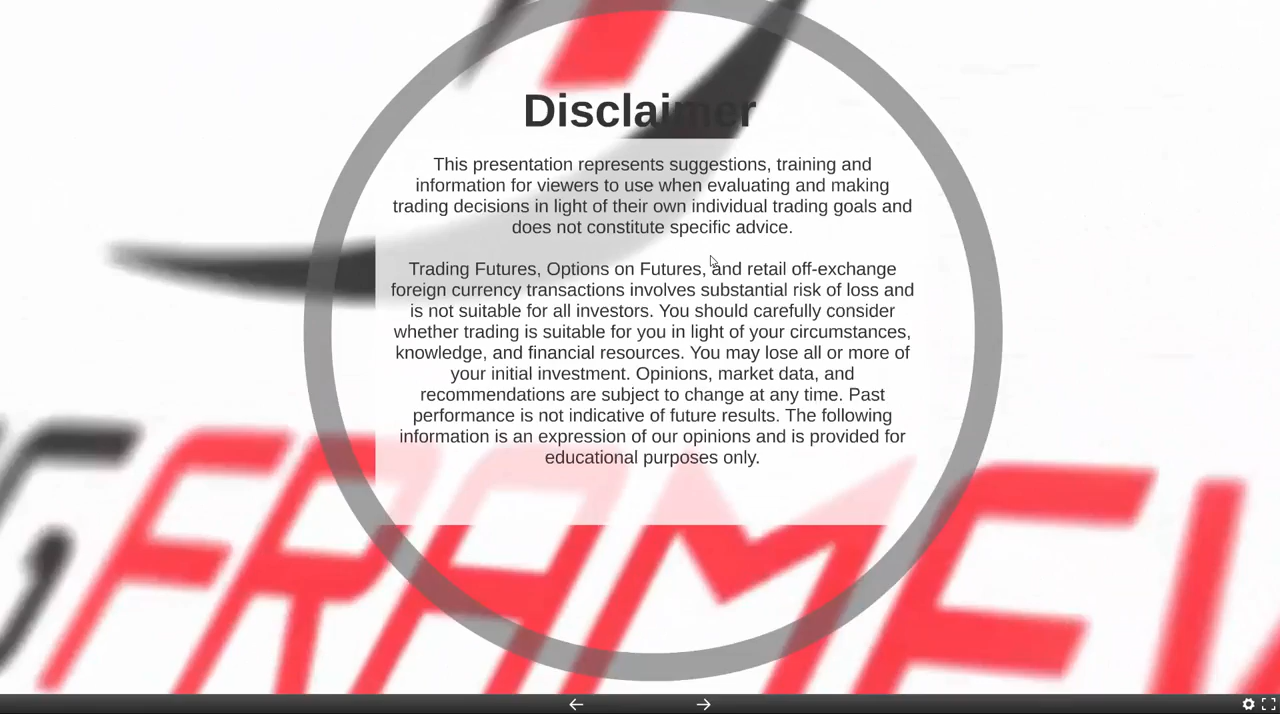 Disclaimer
This presentation represents suggestions, training and
information for viewers to use when evaluating and making
trading decisions in light of their own individual trading goals and
does not constitute specific advice.
Trading Futures, Options on Futures, and retail off-exchange
foreign currency transactions involves substantial risk of loss and
is not suitable for all investors. You should carefully consider
whether trading is suitable for you in light of your circumstances,
knowledge, and financial resources. You may lose all or more of
your initial investment. Opinions, market data, and
recommendations are subject to change at any time. Past
performance is not indicative of future results. The following
information is an expression of our opinions and is provided for
educational purposes only.